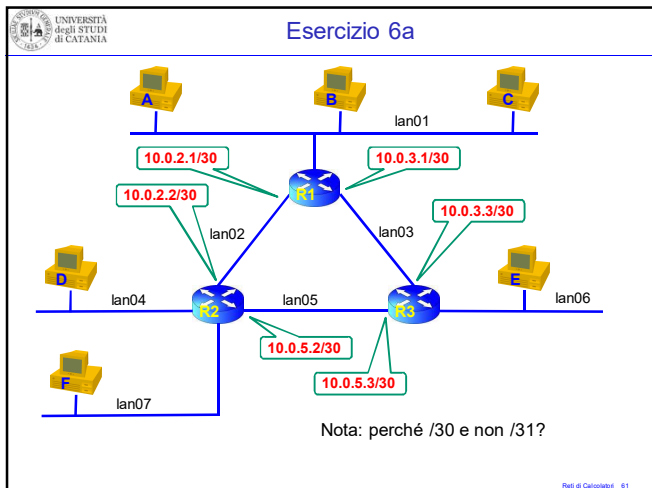 UNIVERSITÀ
degli STUDI
di CATANIA
Esercizio 6a
A
B
C
lan01
10.0.2.1/30
10.0.3.1/30
10.0.2.2/30
R1
10.0.3.3/30
lan02
lan03
D
E
lan04
lan05
lan06
R2
R3
10.0.5.2/30
F
10.0.5.3/30
lan07
Nota: perché /30 e non /31?
Reti di Calcolatori 61